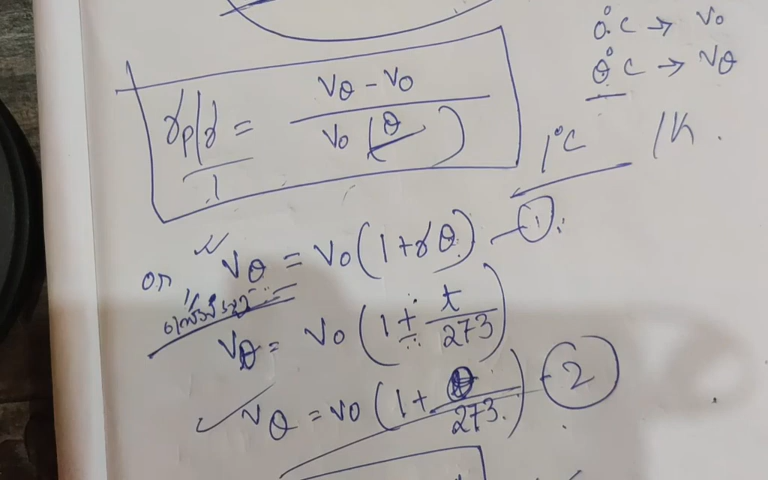 0°C → V₀
θ°C → Vθ
γp/γ = (Vθ - V₀) / V₀(θ)
1°C /K.
or Vθ = V₀(1+γθ) - ①
Vθ = V₀(1 + t/273)
Vθ = V₀(1 + θ/273) - ②